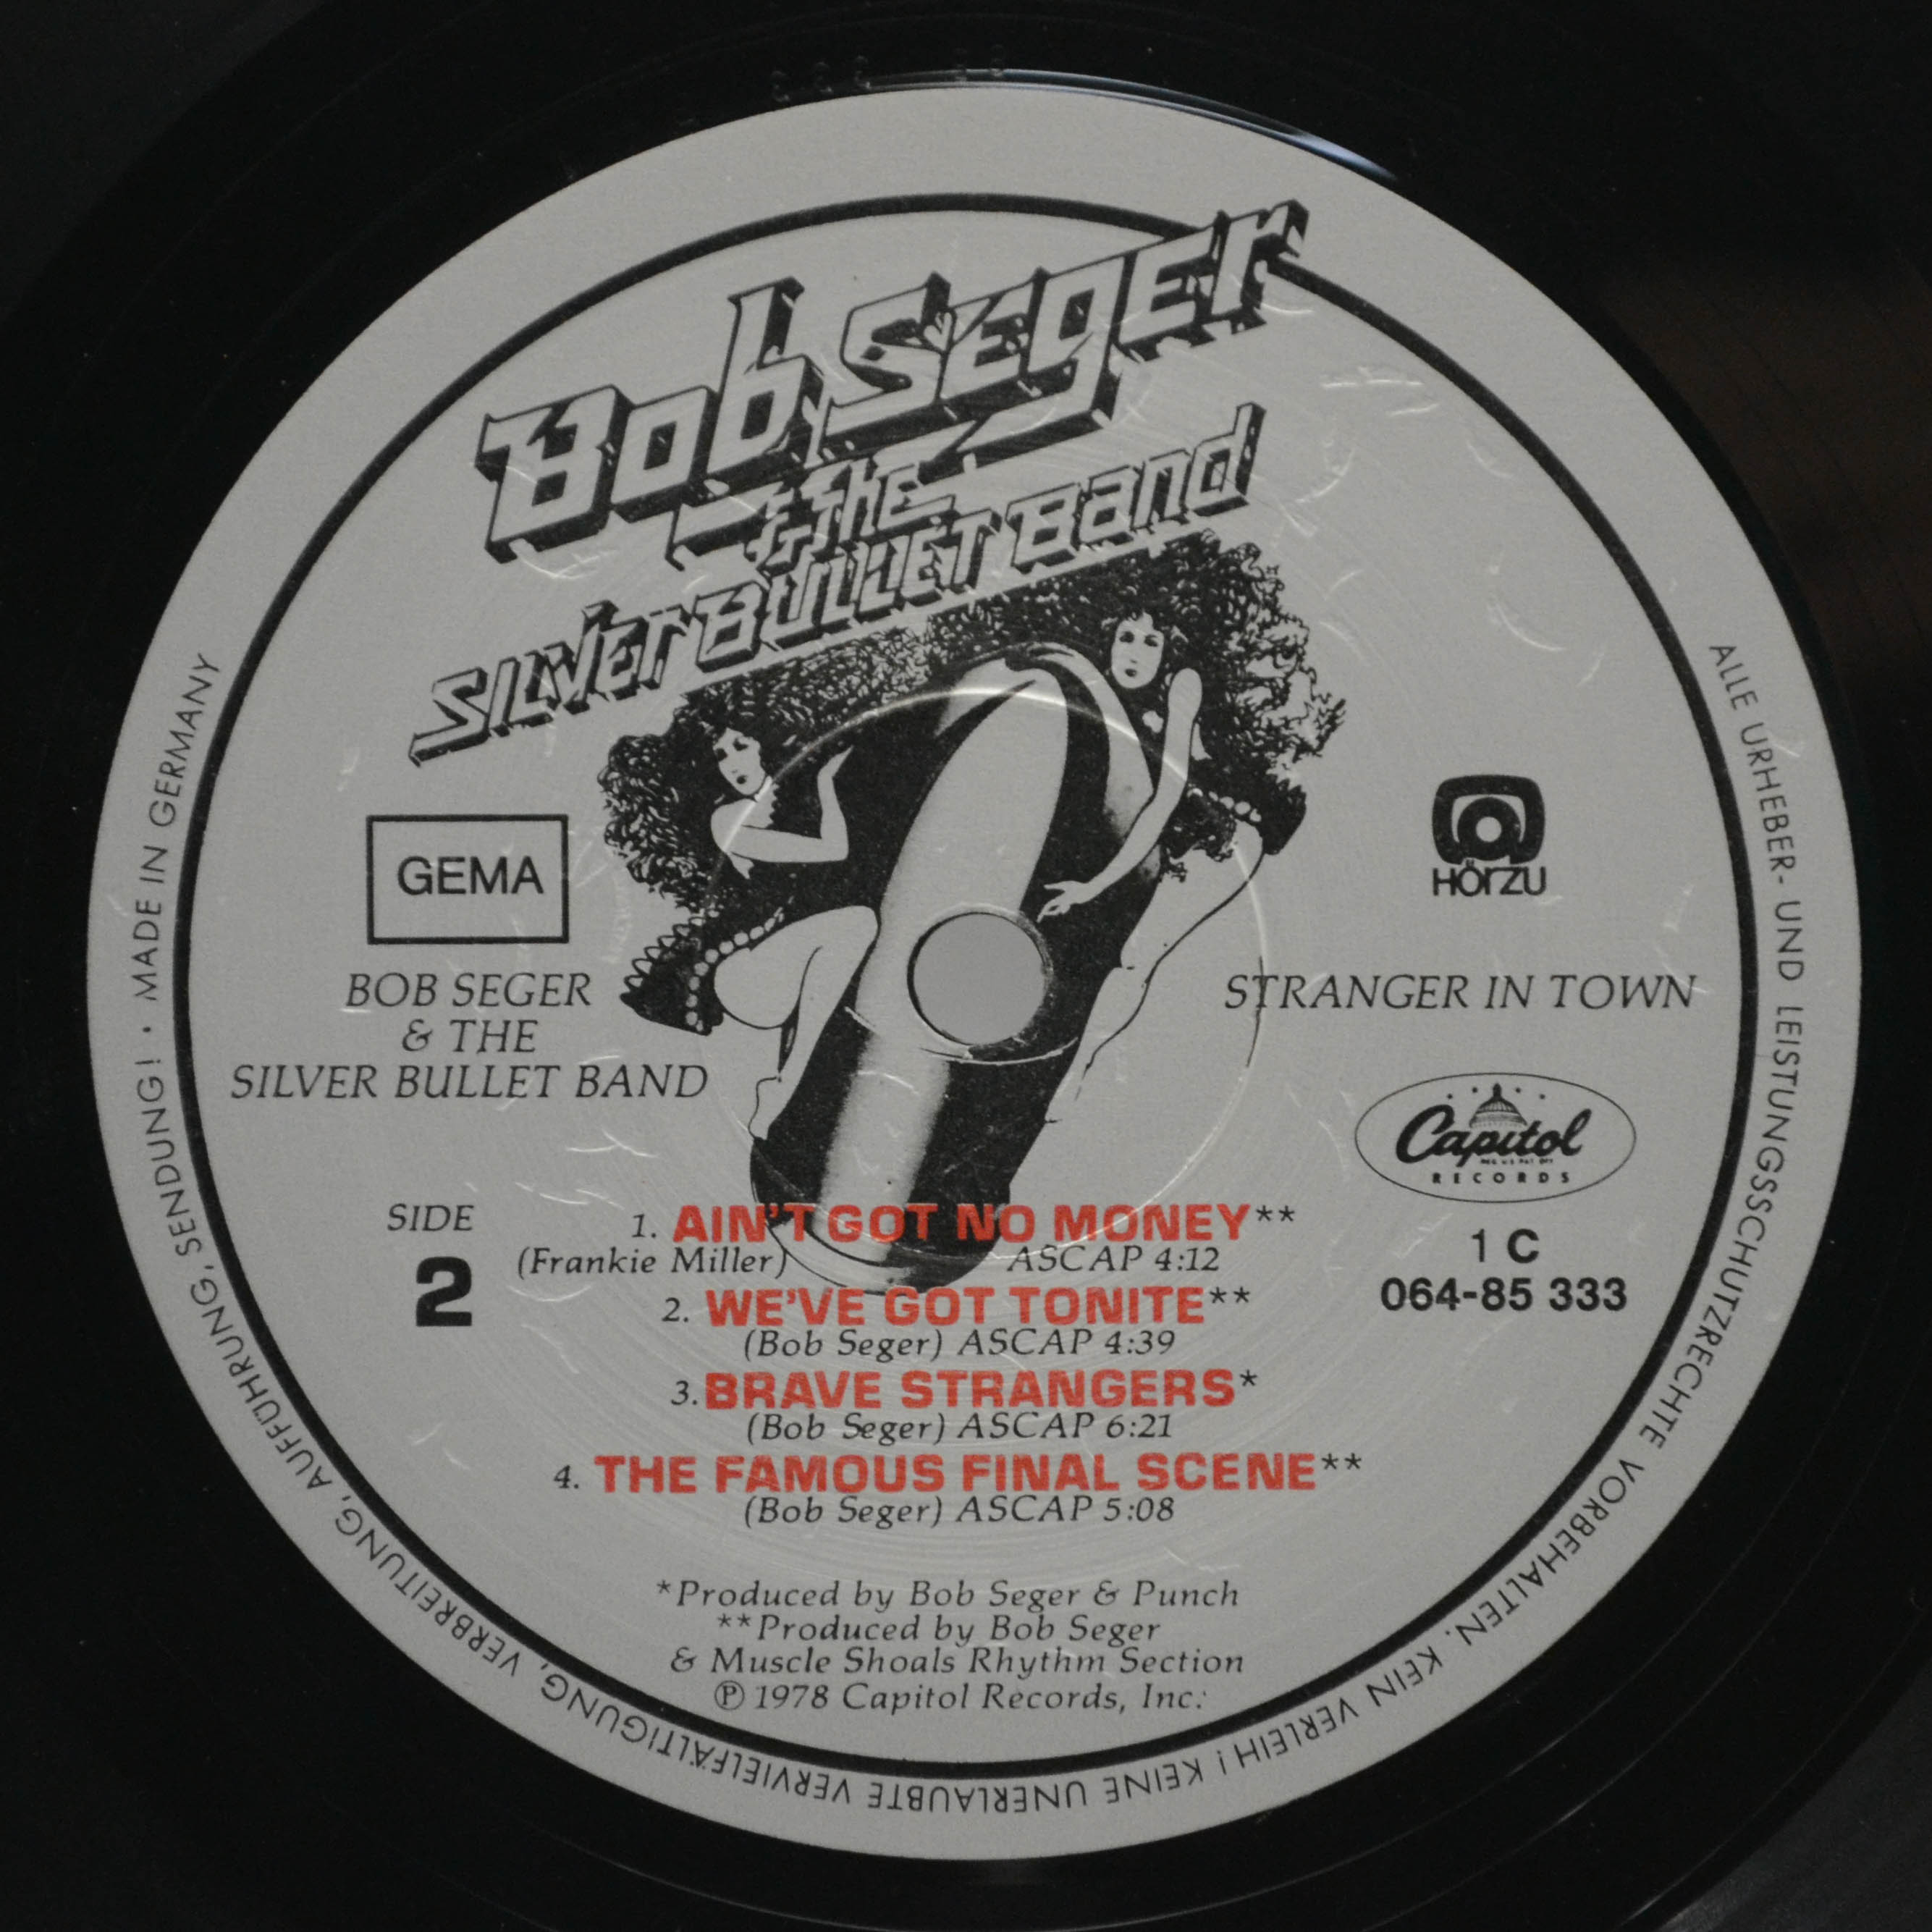 Bob Seger
& the
SILVER BULLET Band
GEMA
HÖRZU
BOB SEGER
& THE
SILVER BULLET BAND
STRANGER IN TOWN
Capitol
REG. U.S. PAT. OFF.
RECORDS
SIDE
2
1 C
064-85 333
1. AIN'T GOT NO MONEY**
(Frankie Miller) ASCAP 4:12
2. WE'VE GOT TONITE**
(Bob Seger) ASCAP 4:39
3. BRAVE STRANGERS*
(Bob Seger) ASCAP 6:21
4. THE FAMOUS FINAL SCENE**
(Bob Seger) ASCAP 5:08
*Produced by Bob Seger & Punch
**Produced by Bob Seger
& Muscle Shoals Rhythm Section
℗ 1978 Capitol Records, Inc.
ALLE URHEBER- UND LEISTUNGSSCHUTZRECHTE VORBEHALTEN. KEIN VERLEIH! KEINE UNERLAUBTE VERVIELFÄLTIGUNG, VERBREITUNG, AUFFÜHRUNG, SENDUNG! · MADE IN GERMANY